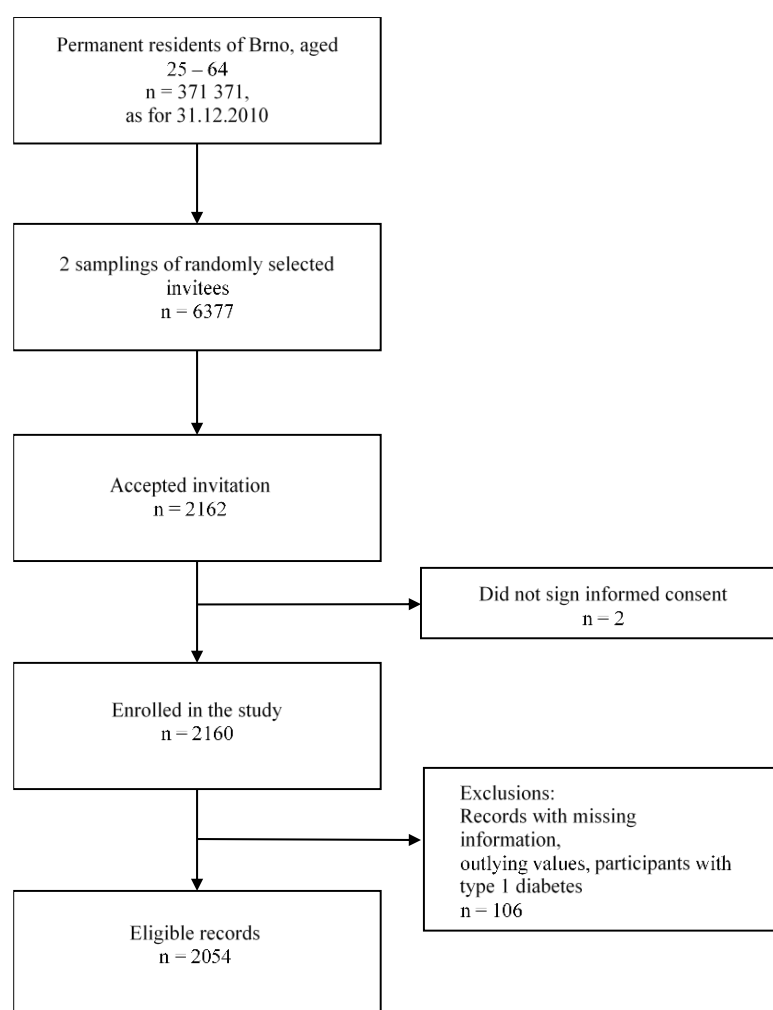 Permanent residents of Brno, aged
25 – 64
n = 371 371,
as for 31.12.2010
2 samplings of randomly selected
invitees
n = 6377
Accepted invitation
n = 2162
Did not sign informed consent
n = 2
Enrolled in the study
n = 2160
Exclusions:
Records with missing
information,
outlying values, participants with
type 1 diabetes
n = 106
Eligible records
n = 2054